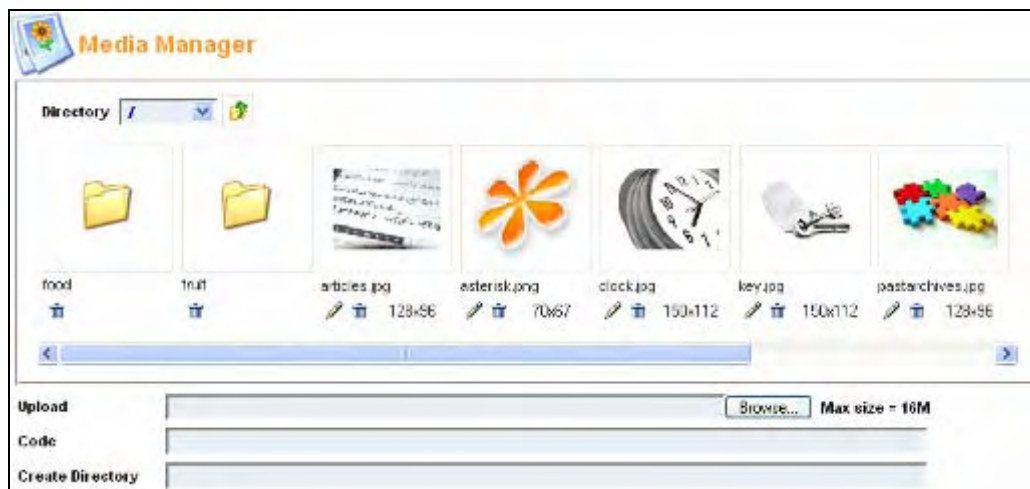 Media Manager
Directory /
food fruit articles.jpg asterisk.png clock.jpg key.jpg pastarchives.jpg
128x96 70x67 150x112 150x112 128x96
Upload Browse... Max size = 16M
Code
Create Directory